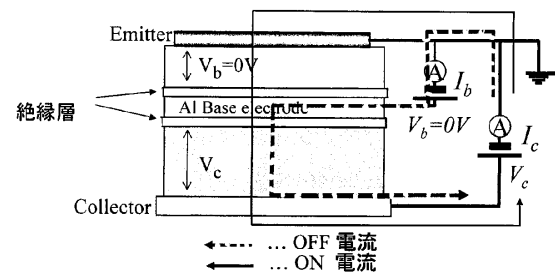 Emitter
V_b=0V
絶縁層
Al Base electrode
V_c
Collector
A
I_b
V_b=0V
A
I_c
V_c
… OFF 電流
… ON 電流